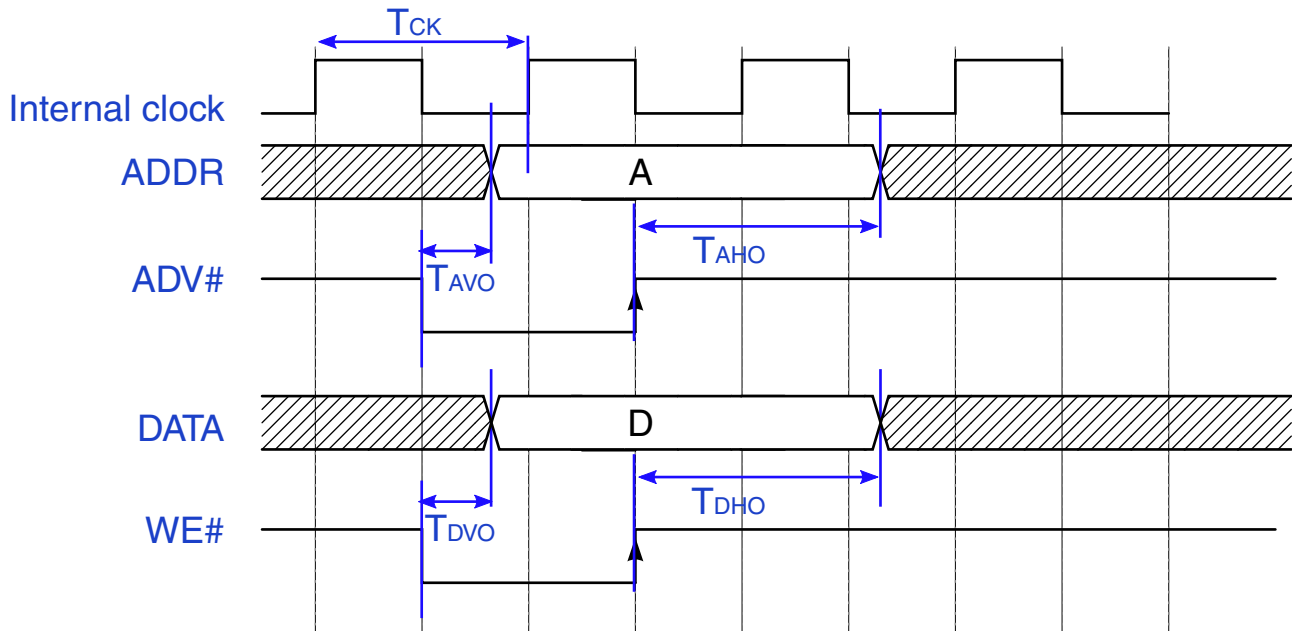 TCK
Internal clock
ADDR
A
TAHO
TAVO
ADV#
DATA
D
TDHO
TDVO
WE#